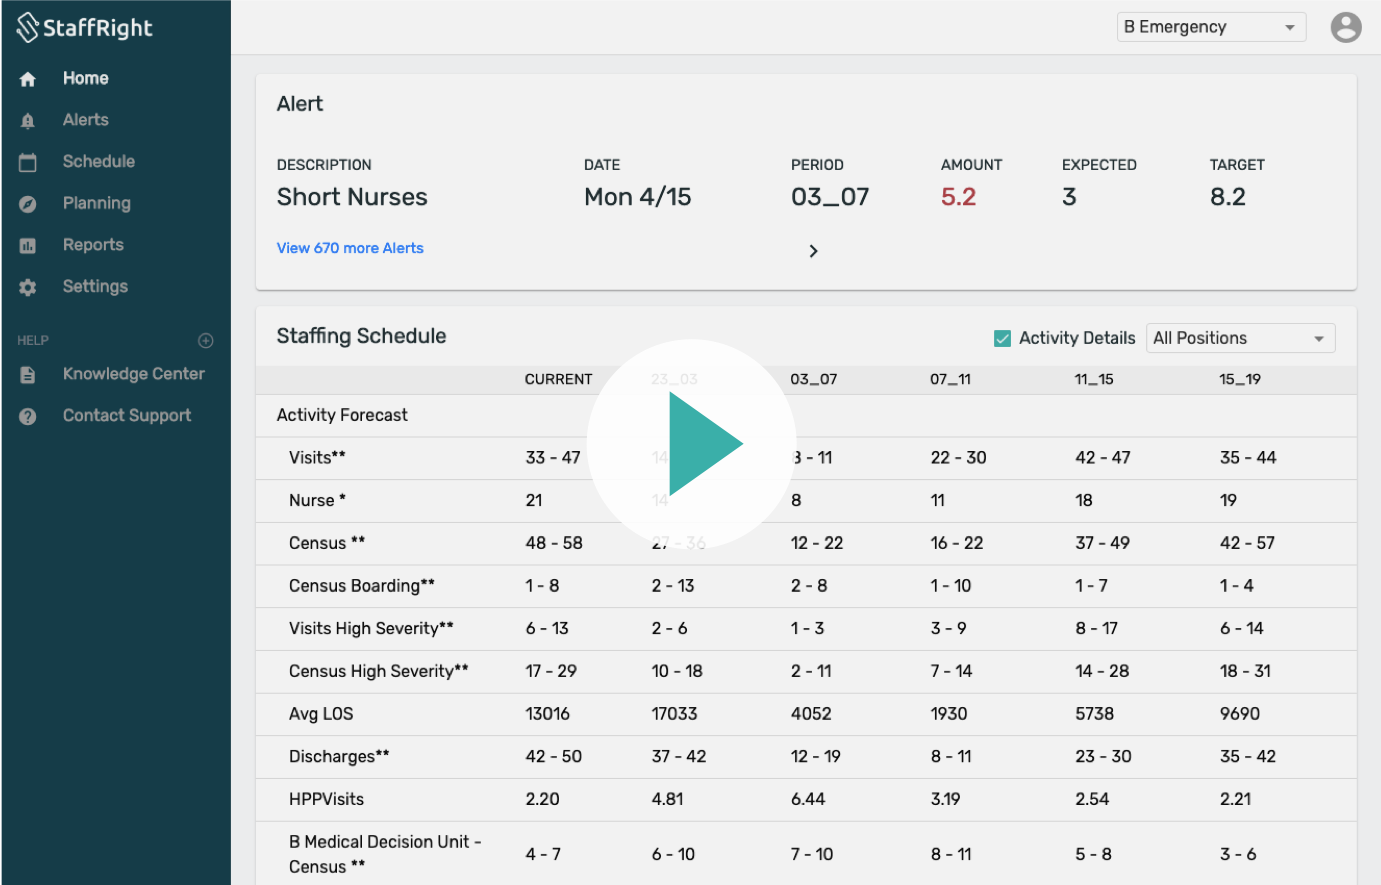 StaffRight
B Emergency
Home
Alerts
Schedule
Planning
Reports
Settings
HELP
Knowledge Center
Contact Support
Alert
DESCRIPTION DATE PERIOD AMOUNT EXPECTED TARGET
Short Nurses Mon 4/15 03_07 5.2 3 8.2
View 670 more Alerts
Staffing Schedule Activity Details All Positions
CURRENT 23_03 03_07 07_11 11_15 15_19
Activity Forecast
Visits** 33 - 47 14 - 11 22 - 30 42 - 47 35 - 44
Nurse * 21 14 8 11 18 19
Census ** 48 - 58 27 - 36 12 - 22 16 - 22 37 - 49 42 - 57
Census Boarding** 1 - 8 2 - 13 2 - 8 1 - 10 1 - 7 1 - 4
Visits High Severity** 6 - 13 2 - 6 1 - 3 3 - 9 8 - 17 6 - 14
Census High Severity** 17 - 29 10 - 18 2 - 11 7 - 14 14 - 28 18 - 31
Avg LOS 13016 17033 4052 1930 5738 9690
Discharges** 42 - 50 37 - 42 12 - 19 8 - 11 23 - 30 35 - 42
HPPVisits 2.20 4.81 6.44 3.19 2.54 2.21
B Medical Decision Unit -
Census ** 4 - 7 6 - 10 7 - 10 8 - 11 5 - 8 3 - 6